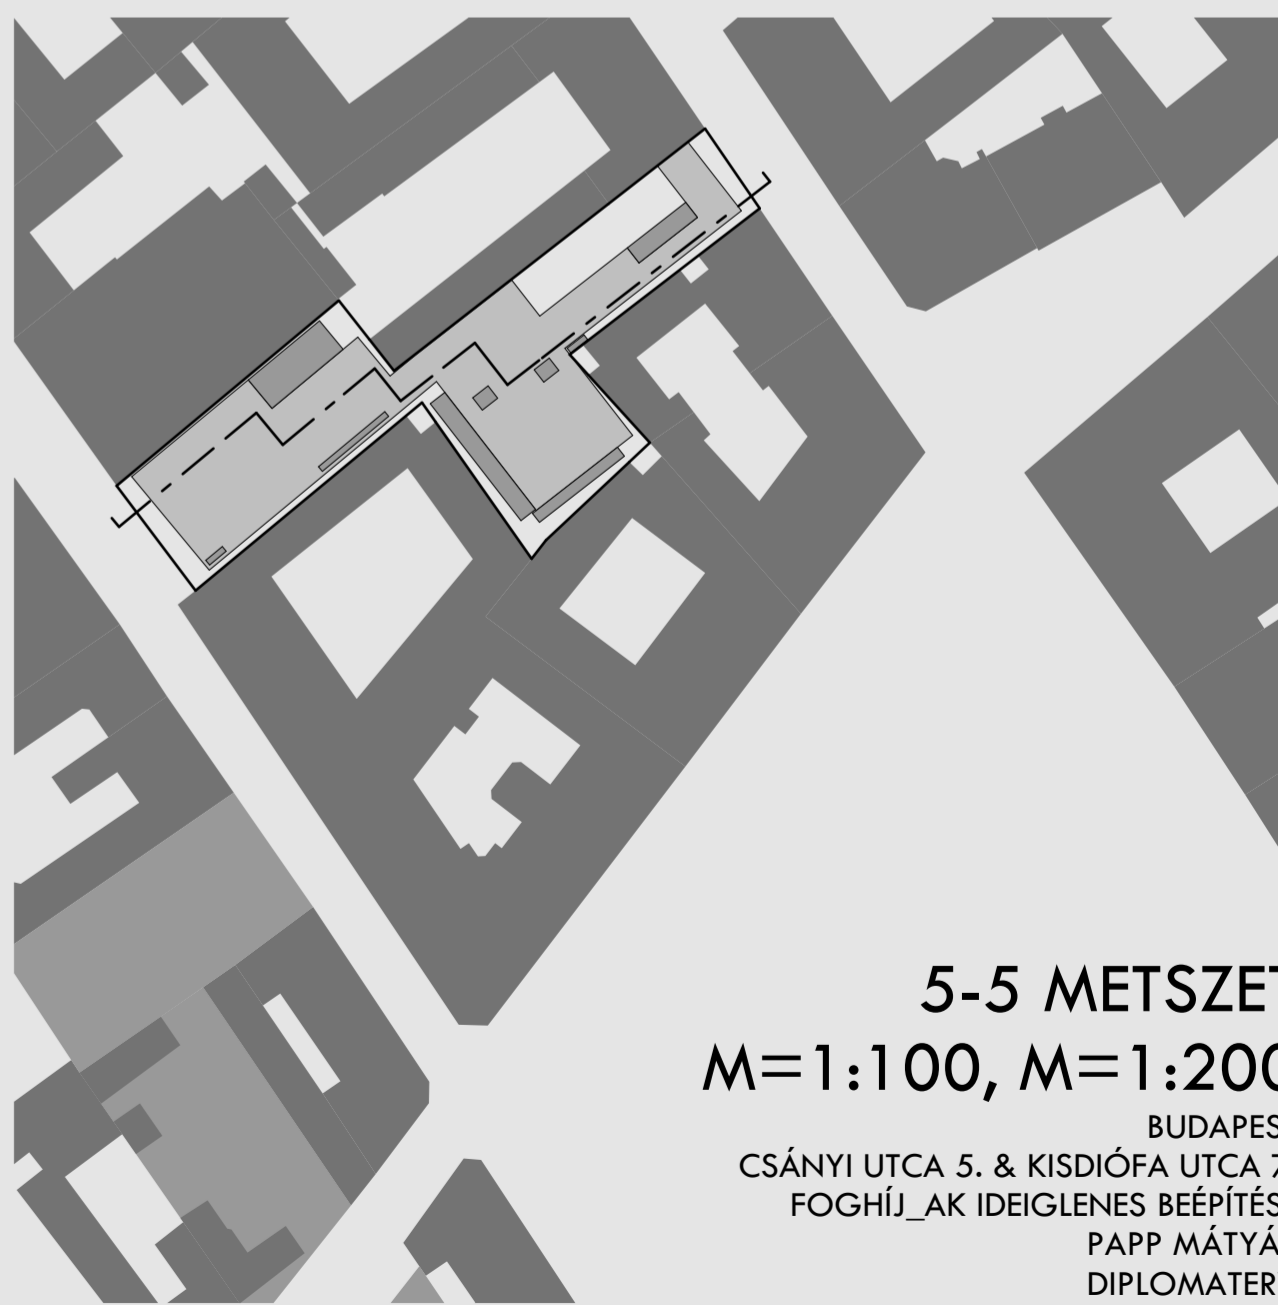 5-5 METSZET
M=1:100, M=1:200
BUDAPES
CSÁNYI UTCA 5. & KISDIÓFA UTCA 7
FOGHÍJ_AK IDEIGLENES BEÉPÍTÉS
PAPP MÁTYÁ
DIPLOMATER